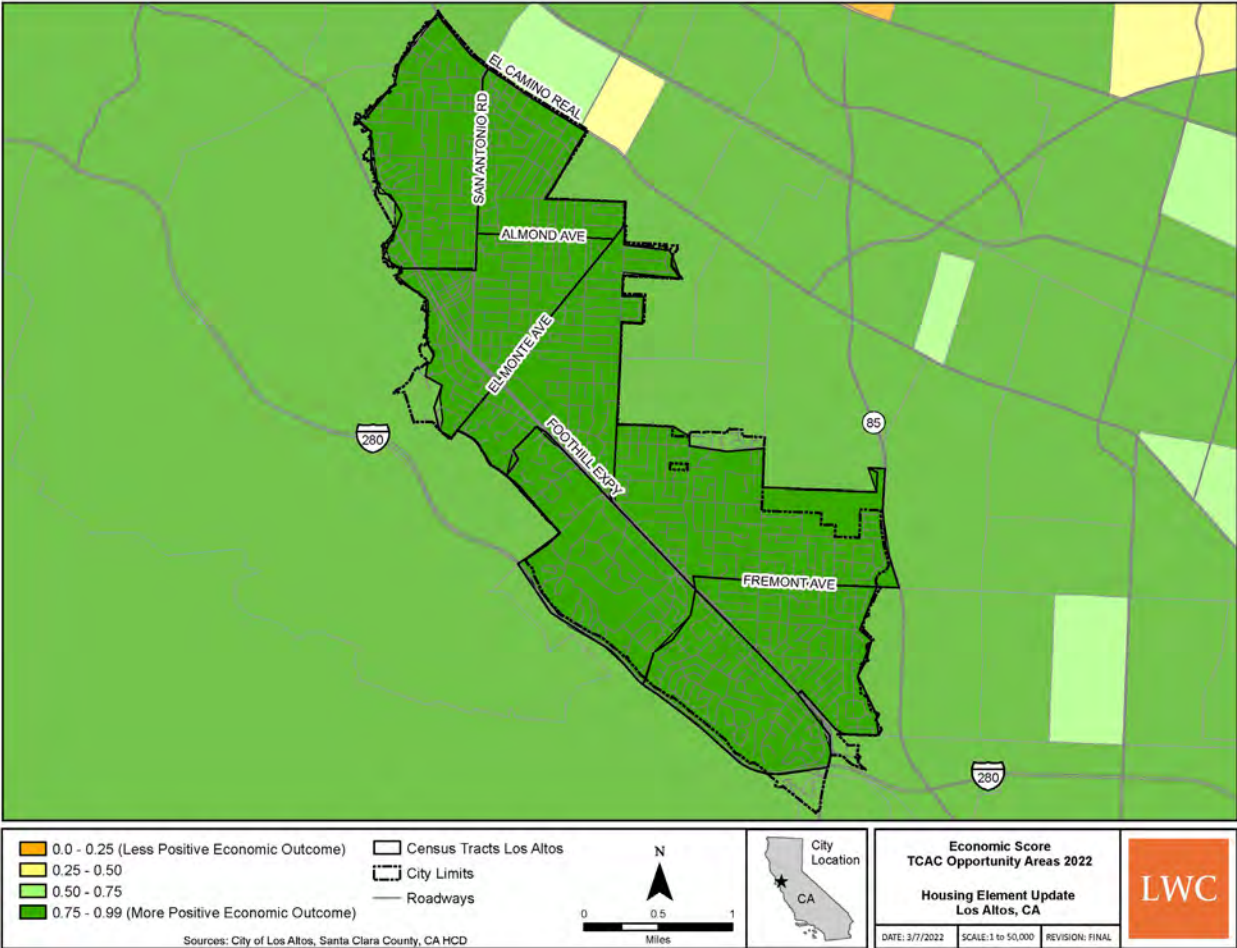 EL CAMINO REAL
SAN ANTONIO RD
ALMOND AVE
EL MONTE AVE
280
FOOTHILL EXPY
85
FREMONT AVE
280
0.0 - 0.25 (Less Positive Economic Outcome)
0.25 - 0.50
0.50 - 0.75
0.75 - 0.99 (More Positive Economic Outcome)
Census Tracts Los Altos
City Limits
Roadways
Sources: City of Los Altos, Santa Clara County, CA HCD
N
0 0.5 1
Miles
City
Location
CA
Economic Score
TCAC Opportunity Areas 2022
Housing Element Update
Los Altos, CA
DATE: 3/7/2022 SCALE: 1 to 50,000 REVISION: FINAL
LWC